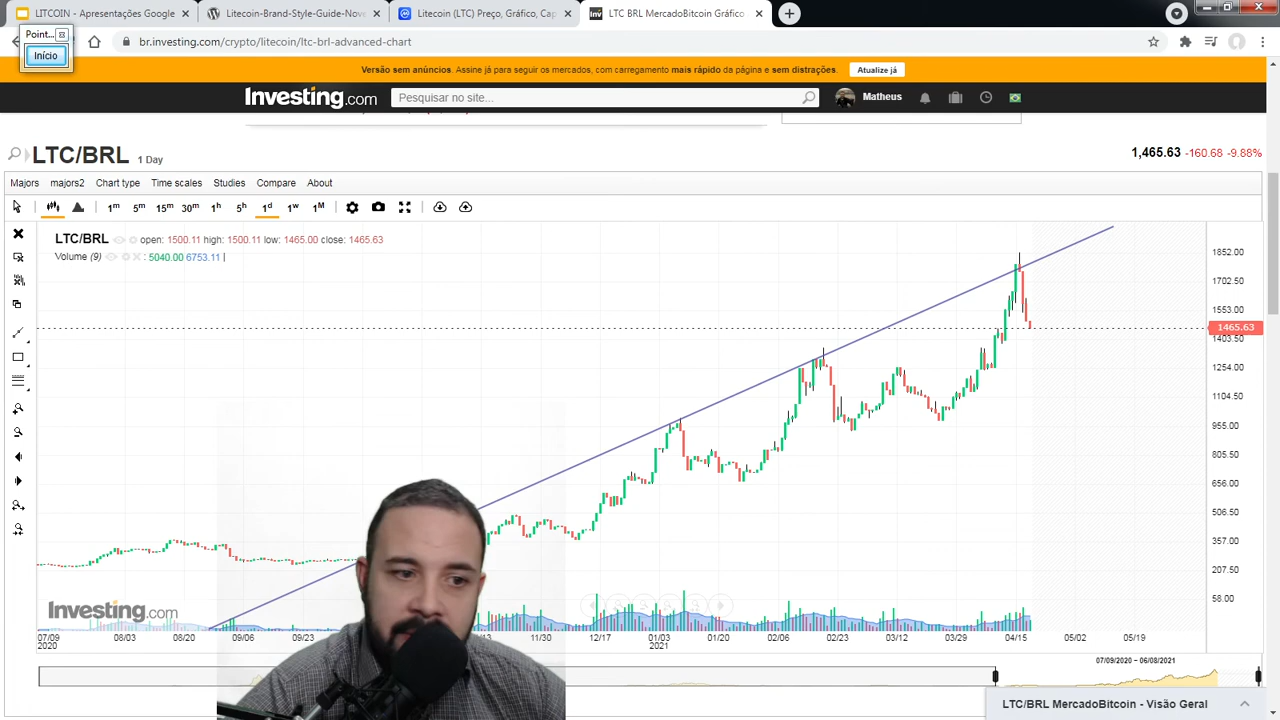 LITCOIN - Apresentações Google
Litecoin-Brand-Style-Guide-Nov
Litecoin (LTC) Preço, Gráfico, Cap
LTC BRL MercadoBitcoin Gráfico
Point...
Início
br.investing.com/crypto/litecoin/ltc-brl-advanced-chart
Versão sem anúncios. Assine já para seguir os mercados, com carregamento mais rápido da página e sem distrações.
Atualize já
Investing.com
Pesquisar no site...
Matheus
LTC/BRL 1 Day
1,465.63 -160.68 -9.88%
Majors majors2 Chart type Time scales Studies Compare About
1m 5m 15m 30m 1h 5h 1d 1w 1M
LTC/BRL open: 1500.11 high: 1500.11 low: 1465.00 close: 1465.63
Volume (9) : 5040.00 6753.11 |
1852.00
1702.50
1553.00
1465.63
1403.50
1254.00
1104.50
955.00
805.50
656.00
506.50
357.00
207.50
58.00
Investing.com
07/09 08/03 08/20 09/06 09/23 11/30 12/17 01/03 01/20 02/06 02/23 03/12 03/29 04/15 05/02 05/19
2020 2021
07/09/2020 - 06/08/2021
LTC/BRL MercadoBitcoin - Visão Geral